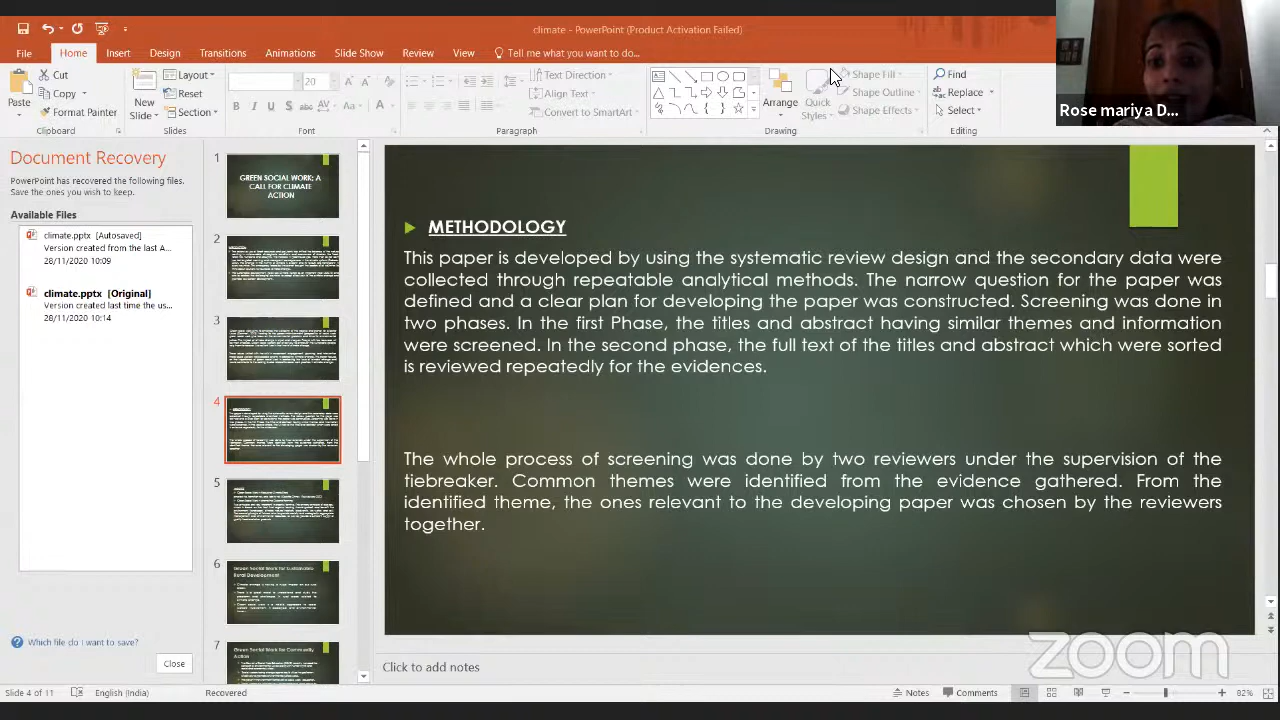 climate - PowerPoint (Product Activation Failed)
File Home Insert Design Transitions Animations Slide Show Review View Tell me what you want to do...
Rose mariya D...
Paste Cut Copy Format Painter Clipboard
New Slide Layout Reset Section Slides
20 Font
Text Direction Align Text Convert to SmartArt Paragraph
Arrange Quick Styles Shape Fill Shape Outline Shape Effects Drawing
Find Replace Select Editing
Document Recovery
PowerPoint has recovered the following files.
Save the ones you wish to keep.
Available Files
climate.pptx [Autosaved]
Version created from the last A...
28/11/2020 10:09
climate.pptx [Original]
Version created last time the us...
28/11/2020 10:14
Which file do I want to save?
Close
1
GREEN SOCIAL WORK: A
CALL FOR CLIMATE
ACTION
2
3
4
5
6
Green Social Work for Sustainable
Rural Development
7
Green Social Work for Community
Action
METHODOLOGY
This paper is developed by using the systematic review design and the secondary data were
collected through repeatable analytical methods. The narrow question for the paper was
defined and a clear plan for developing the paper was constructed. Screening was done in
two phases. In the first Phase, the titles and abstract having similar themes and information
were screened. In the second phase, the full text of the titles and abstract which were sorted
is reviewed repeatedly for the evidences.
The whole process of screening was done by two reviewers under the supervision of the
tiebreaker. Common themes were identified from the evidence gathered. From the
identified theme, the ones relevant to the developing paper was chosen by the reviewers
together.
zoom
Click to add notes
Slide 4 of 11 English (India) Recovered Notes Comments 82%